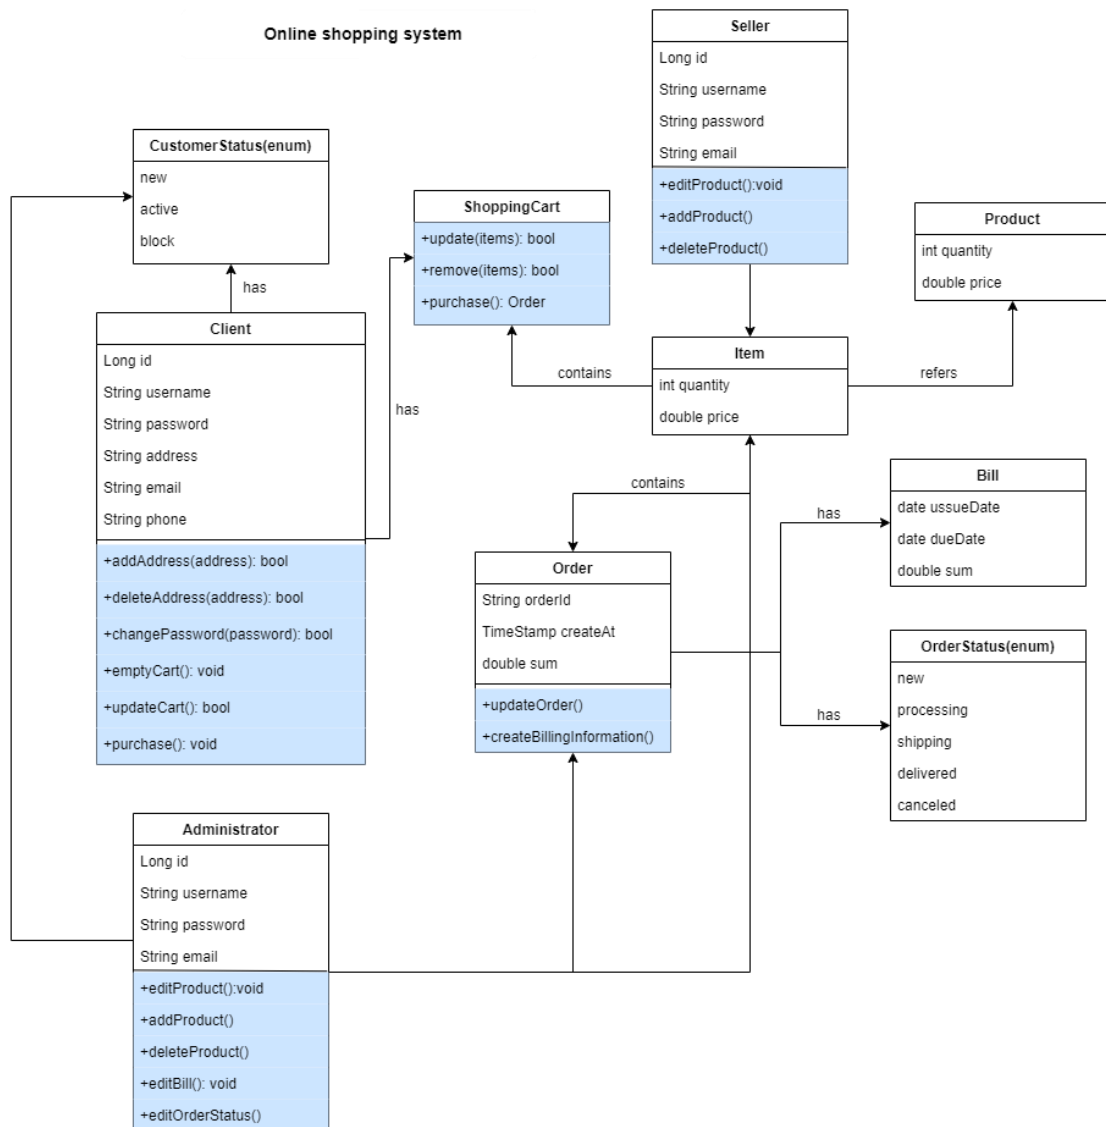 Online shopping system
Seller
Long id
String username
String password
String email
+editProduct():void
+addProduct()
+deleteProduct()
CustomerStatus(enum)
new
active
block
has
ShoppingCart
+update(items): bool
+remove(items): bool
+purchase(): Order
Product
int quantity
double price
Client
Long id
String username
String password
String address
String email
String phone
+addAddress(address): bool
+deleteAddress(address): bool
+changePassword(password): bool
+emptyCart(): void
+updateCart(): bool
+purchase(): void
has
contains
Item
int quantity
double price
refers
contains
Order
String orderId
TimeStamp createAt
double sum
+updateOrder()
+createBillingInformation()
has
Bill
date ussueDate
date dueDate
double sum
has
OrderStatus(enum)
new
processing
shipping
delivered
canceled
Administrator
Long id
String username
String password
String email
+editProduct():void
+addProduct()
+deleteProduct()
+editBill(): void
+editOrderStatus()